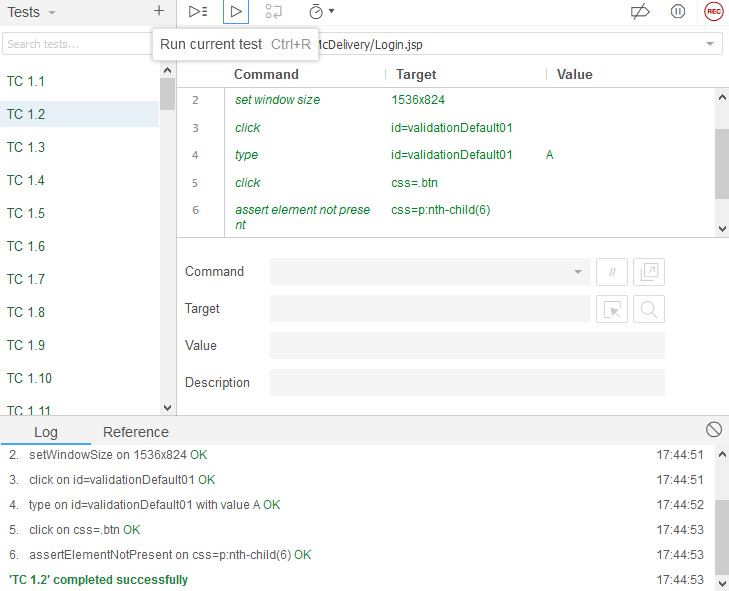 Tests
REC
Search tests...
Run current test Ctrl+R
McDelivery/Login.jsp
Command Target Value
TC 1.1
TC 1.2
TC 1.3
TC 1.4
TC 1.5
TC 1.6
TC 1.7
TC 1.8
TC 1.9
TC 1.10
TC 1.11
2 set window size 1536x824
3 click id=validationDefault01
4 type id=validationDefault01 A
5 click css=.btn
6 assert element not prese
nt css=p:nth-child(6)
Command //
Target
Value
Description
Log Reference
2. setWindowSize on 1536x824 OK 17:44:51
3. click on id=validationDefault01 OK 17:44:51
4. type on id=validationDefault01 with value A OK 17:44:52
5. click on css=.btn OK 17:44:53
6. assertElementNotPresent on css=p:nth-child(6) OK 17:44:53
'TC 1.2' completed successfully 17:44:53